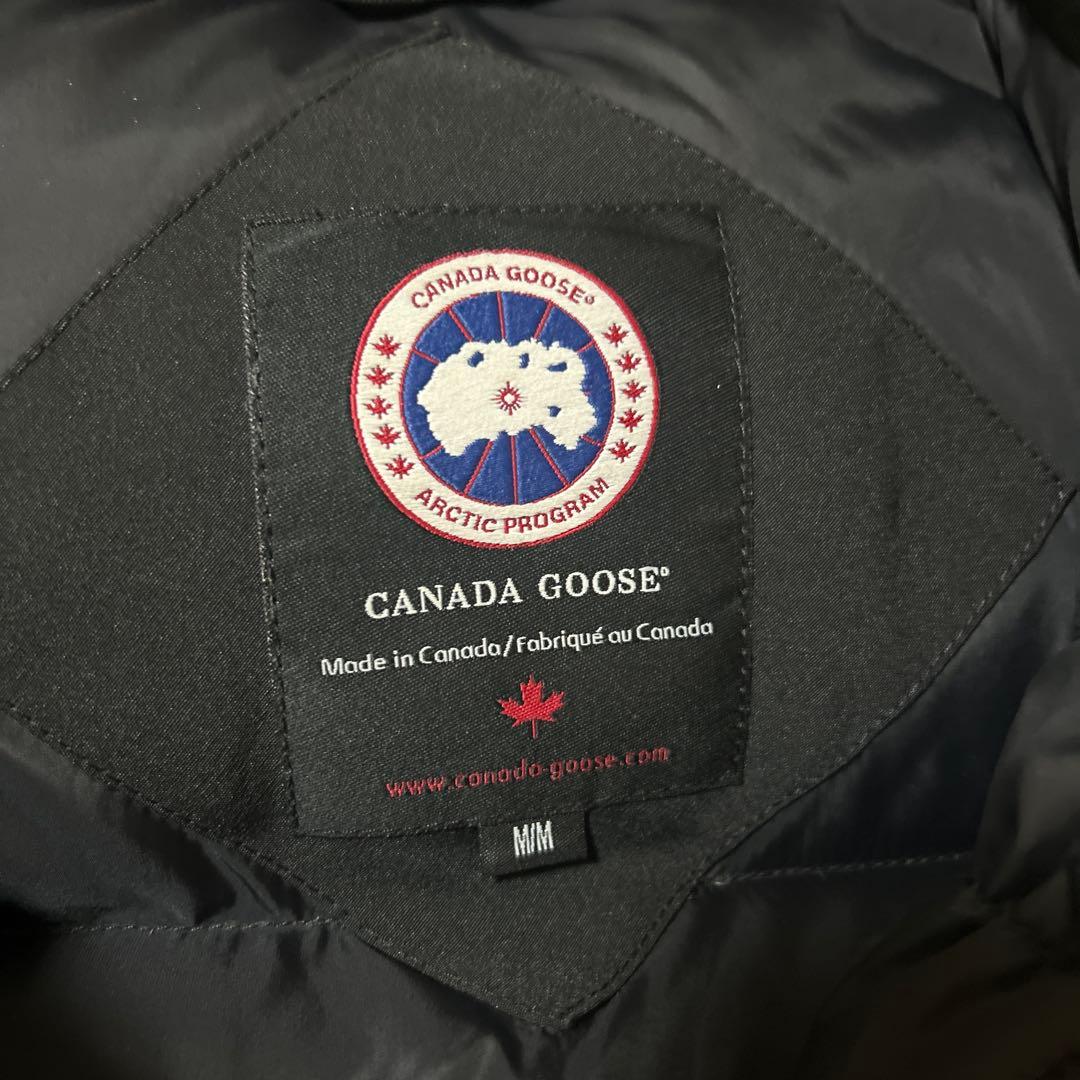 CANADA GOOSE®
ARCTIC PROGRAM
CANADA GOOSE®
Made in Canada/Fabriqué au Canada
www.canada-goose.com
M/M